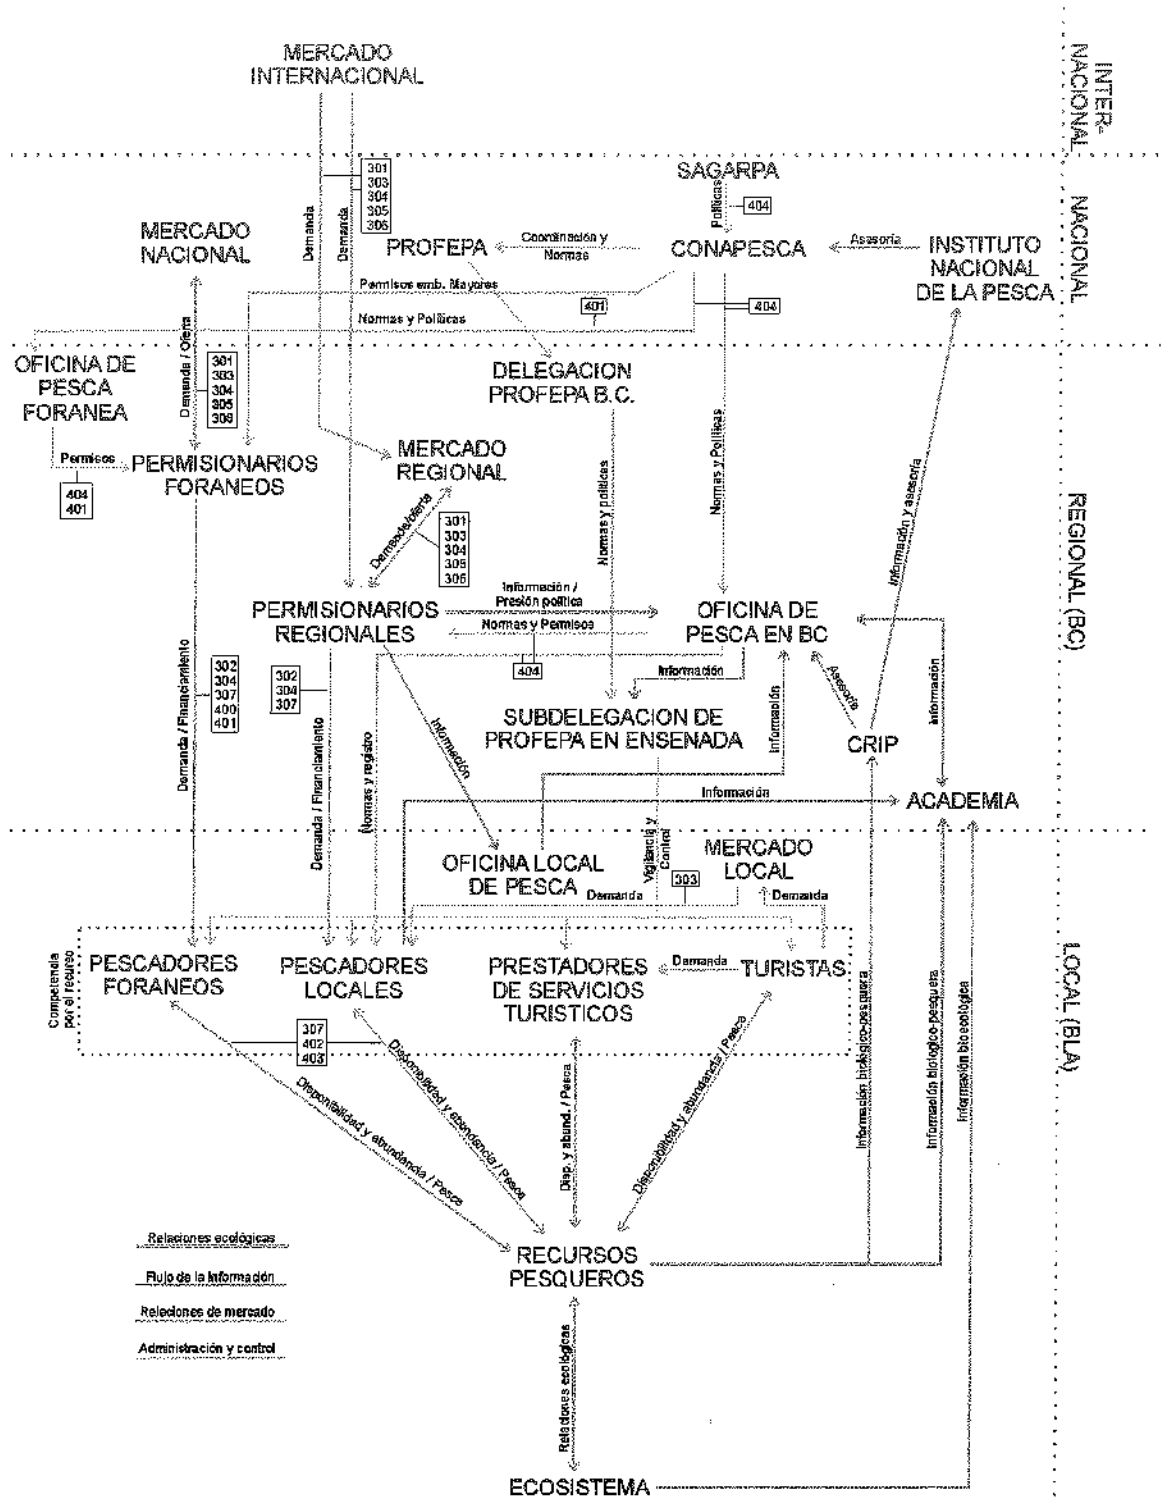 MERCADO
INTERNACIONAL
INTER-
NACIONAL
301
303
304
305
306
Demanda
Demanda
SAGARPA
Políticas
404
NACIONAL
MERCADO
NACIONAL
PROFEPA
Coordinación y
Normas
CONAPESCA
Asesoría
INSTITUTO
NACIONAL
DE LA PESCA
Permisos emb. Mayores
401
404
Normas y Políticas
OFICINA DE
PESCA
FORANEA
Demanda / Oferta
301
303
304
305
306
DELEGACION
PROFEPA B.C.
Permisos
404
401
PERMISIONARIOS
FORANEOS
MERCADO
REGIONAL
Demanda/oferta
301
303
304
305
306
Normas y políticas
Normas y Políticas
Información y asesoría
REGIONAL (BC)
PERMISIONARIOS
REGIONALES
Información /
Presión política
Normas y Permisos
404
OFICINA DE
PESCA EN BC
Demanda / Financiamiento
302
304
307
400
401
302
304
307
Demanda / Financiamiento
Normas y registro
Información
Información
SUBDELEGACION DE
PROFEPA EN ENSENADA
Información
Asesoría
CRIP
Información
Información
ACADEMIA
OFICINA LOCAL
DE PESCA
Vigilancia y
Control
MERCADO
LOCAL
303
Demanda
Demanda
Competencia
por el recurso
PESCADORES
FORANEOS
PESCADORES
LOCALES
PRESTADORES
DE SERVICIOS
TURISTICOS
Demanda
TURISTAS
LOCAL (BLA)
307
402
403
Disponibilidad y abundancia / Pesca
Disponibilidad y abundancia / Pesca
Disp. y abund. / Pesca
Disponibilidad y abundancia / Pesca
Información biológico-pesquera
Información biologico-pesquera
Información bioecológica
RECURSOS
PESQUEROS
Relaciones ecológicas
Flujo de la Información
Relaciones de mercado
Administración y control
Relaciones ecológicas
ECOSISTEMA